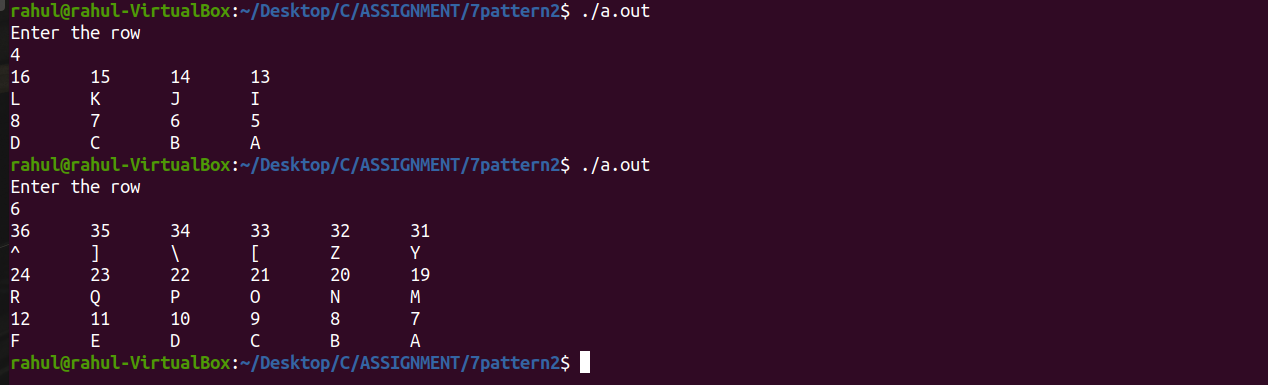 rahul@rahul-VirtualBox:~/Desktop/C/ASSIGNMENT/7pattern2$ ./a.out
Enter the row
4
16 15 14 13
L K J I
8 7 6 5
D C B A
rahul@rahul-VirtualBox:~/Desktop/C/ASSIGNMENT/7pattern2$ ./a.out
Enter the row
6
36 35 34 33 32 31
^ ] \ [ Z Y
24 23 22 21 20 19
R Q P O N M
12 11 10 9 8 7
F E D C B A
rahul@rahul-VirtualBox:~/Desktop/C/ASSIGNMENT/7pattern2$